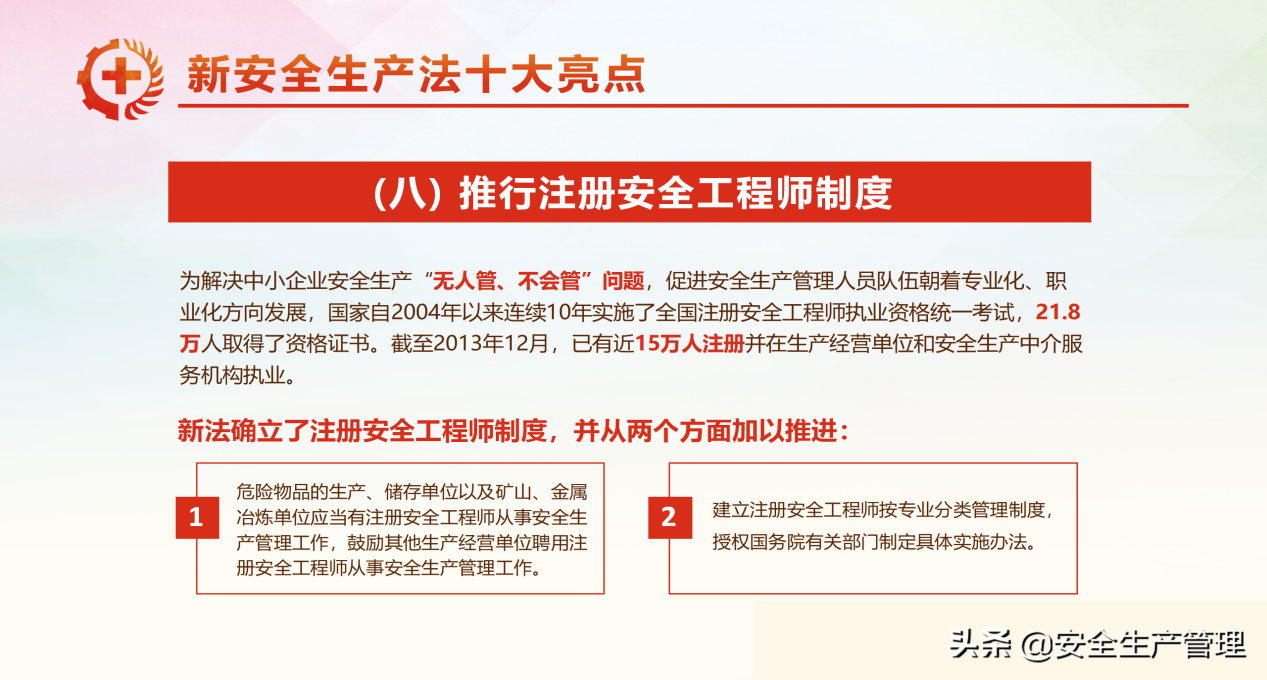 新安全生产法十大亮点
(八) 推行注册安全工程师制度
为解决中小企业安全生产“无人管、不会管”问题，促进安全生产管理人员队伍朝着专业化、职
业化方向发展，国家自2004年以来连续10年实施了全国注册安全工程师执业资格统一考试，21.8
万人取得了资格证书。截至2013年12月，已有近15万人注册并在生产经营单位和安全生产中介服
务机构执业。
新法确立了注册安全工程师制度，并从两个方面加以推进：
1
危险物品的生产、储存单位以及矿山、金属
冶炼单位应当有注册安全工程师从事安全生
产管理工作，鼓励其他生产经营单位聘用注
册安全工程师从事安全生产管理工作。
2
建立注册安全工程师按专业分类管理制度，
授权国务院有关部门制定具体实施办法。
头条 @安全生产管理